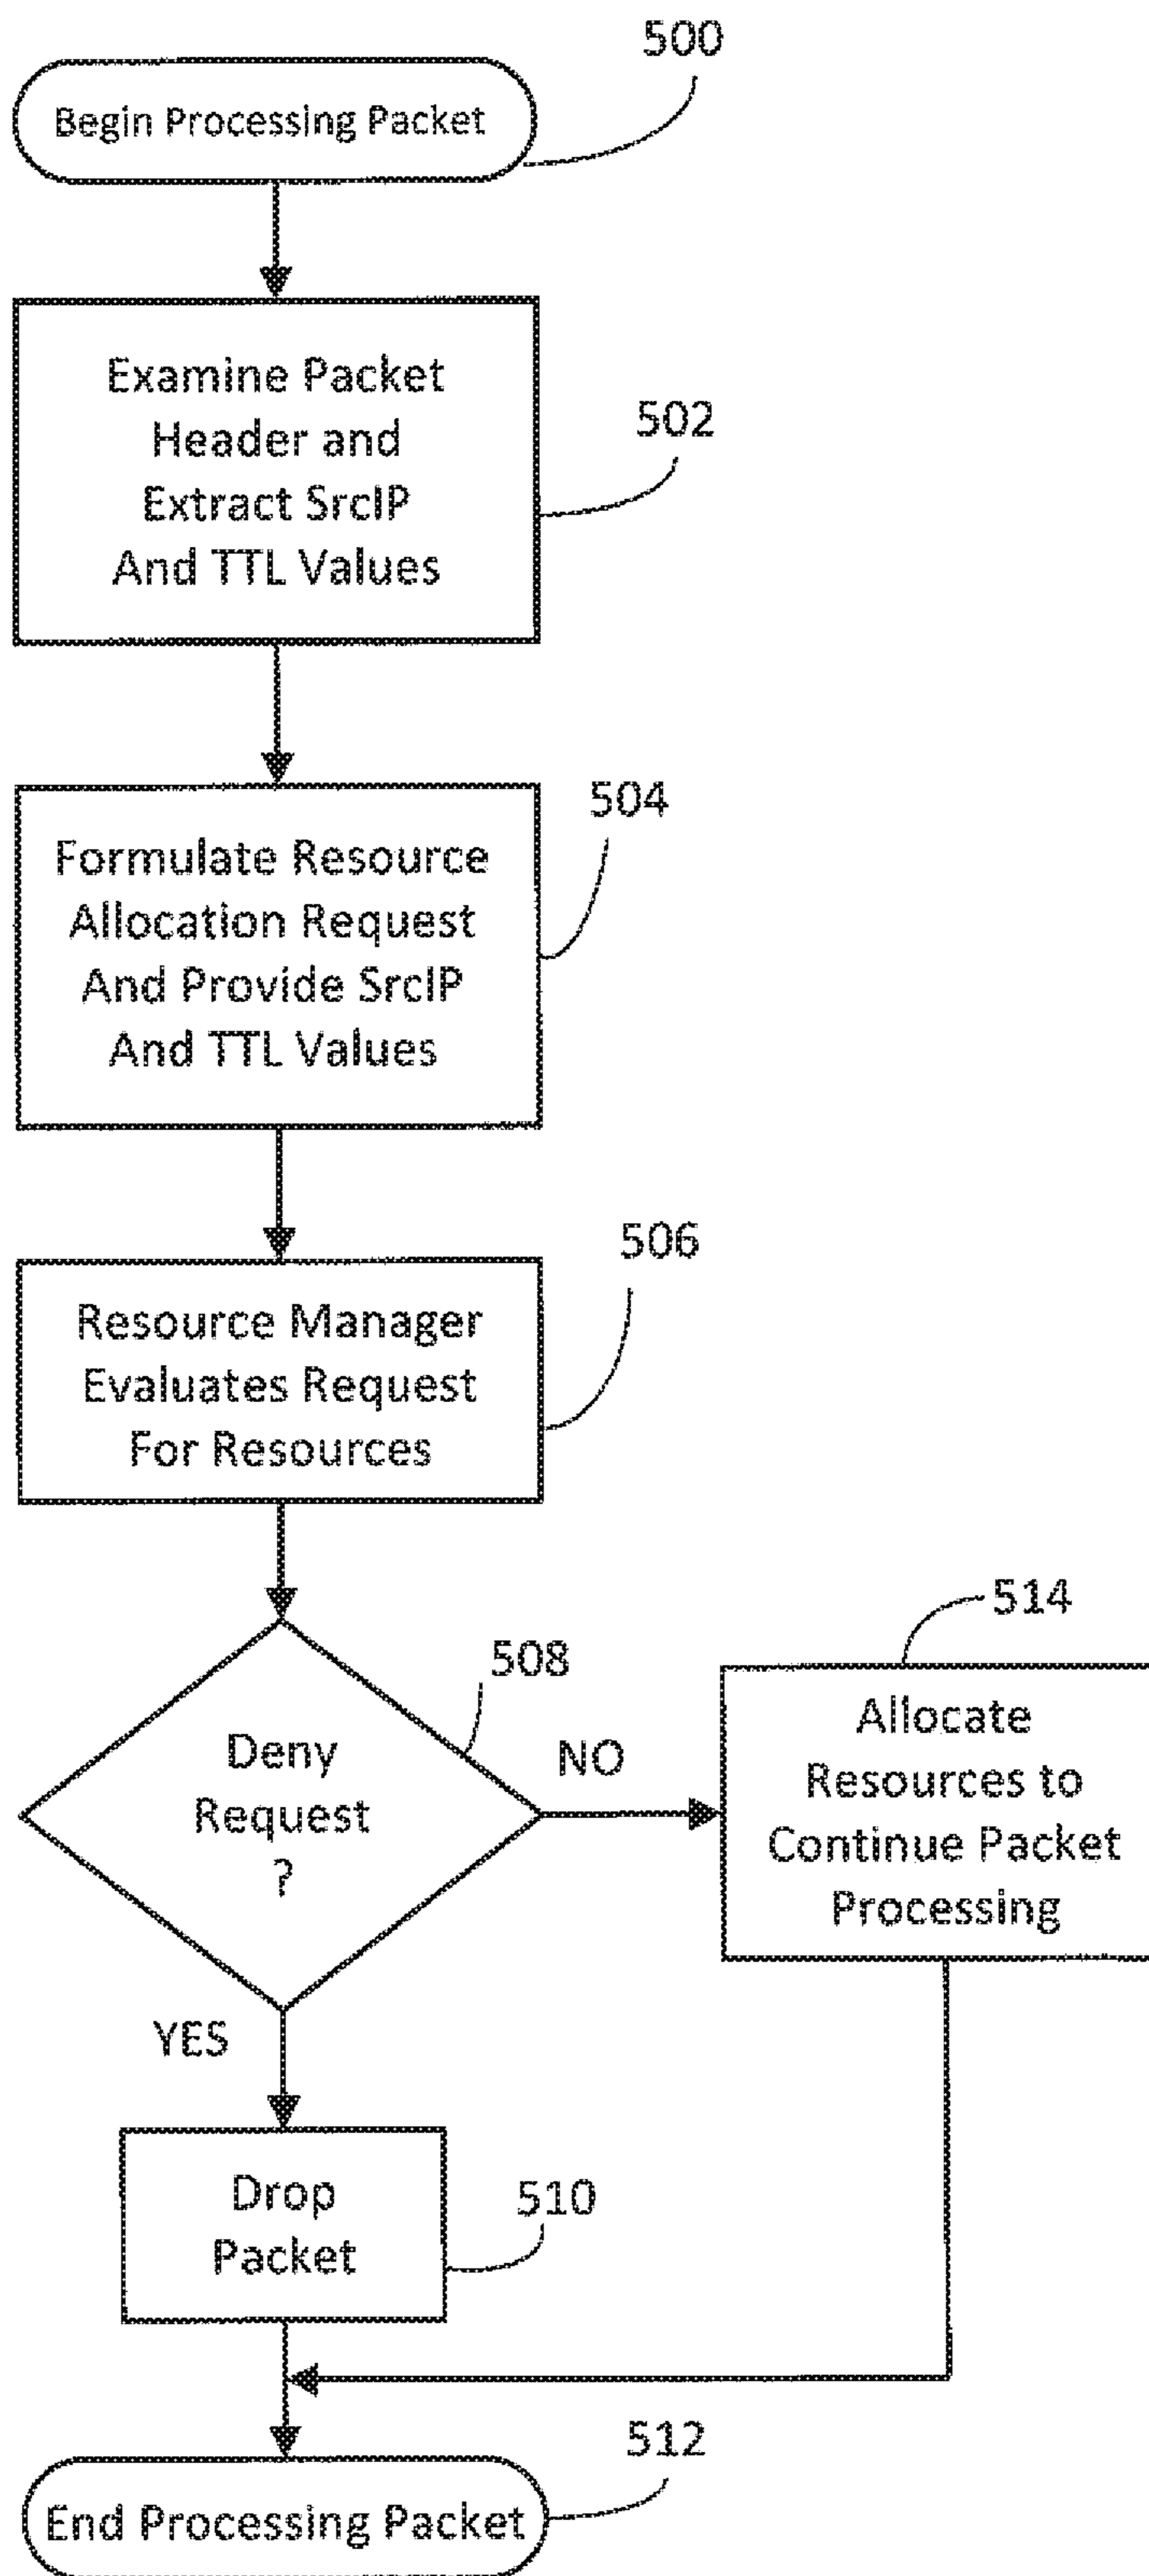 500
Begin Processing Packet
Examine Packet
Header and
Extract SrcIP
And TTL Values
502
Formulate Resource
Allocation Request
And Provide SrcIP
And TTL Values
504
Resource Manager
Evaluates Request
For Resources
506
Deny
Request
?
508
NO
YES
514
Allocate
Resources to
Continue Packet
Processing
Drop
Packet
510
End Processing Packet
512